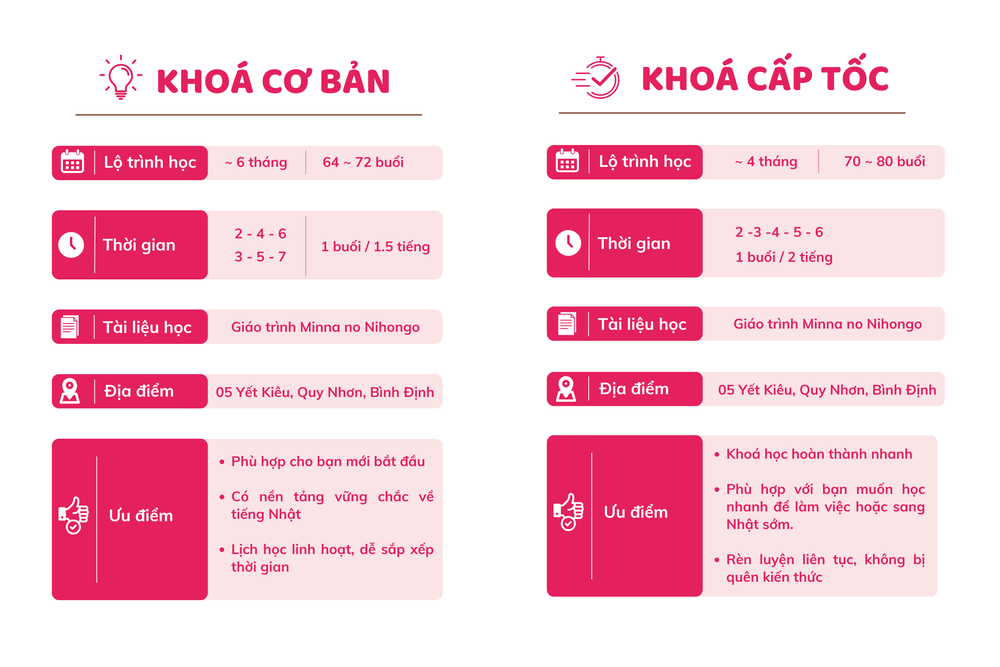 KHOÁ CƠ BẢN
Lộ trình học
~ 6 tháng
64 ~ 72 buổi
Thời gian
2 - 4 - 6
3 - 5 - 7
1 buổi / 1.5 tiếng
Tài liệu học
Giáo trình Minna no Nihongo
Địa điểm
05 Yết Kiêu, Quy Nhơn, Bình Định
Ưu điểm
• Phù hợp cho bạn mới bắt đầu
• Có nền tảng vững chắc về
tiếng Nhật
• Lịch học linh hoạt, dễ sắp xếp
thời gian
KHOÁ CẤP TỐC
Lộ trình học
~ 4 tháng
70 ~ 80 buổi
Thời gian
2 -3 -4 - 5 - 6
1 buổi / 2 tiếng
Tài liệu học
Giáo trình Minna no Nihongo
Địa điểm
05 Yết Kiêu, Quy Nhơn, Bình Định
Ưu điểm
• Khoá học hoàn thành nhanh
• Phù hợp với bạn muốn học
nhanh để làm việc hoặc sang
Nhật sớm.
• Rèn luyện liên tục, không bị
quên kiến thức